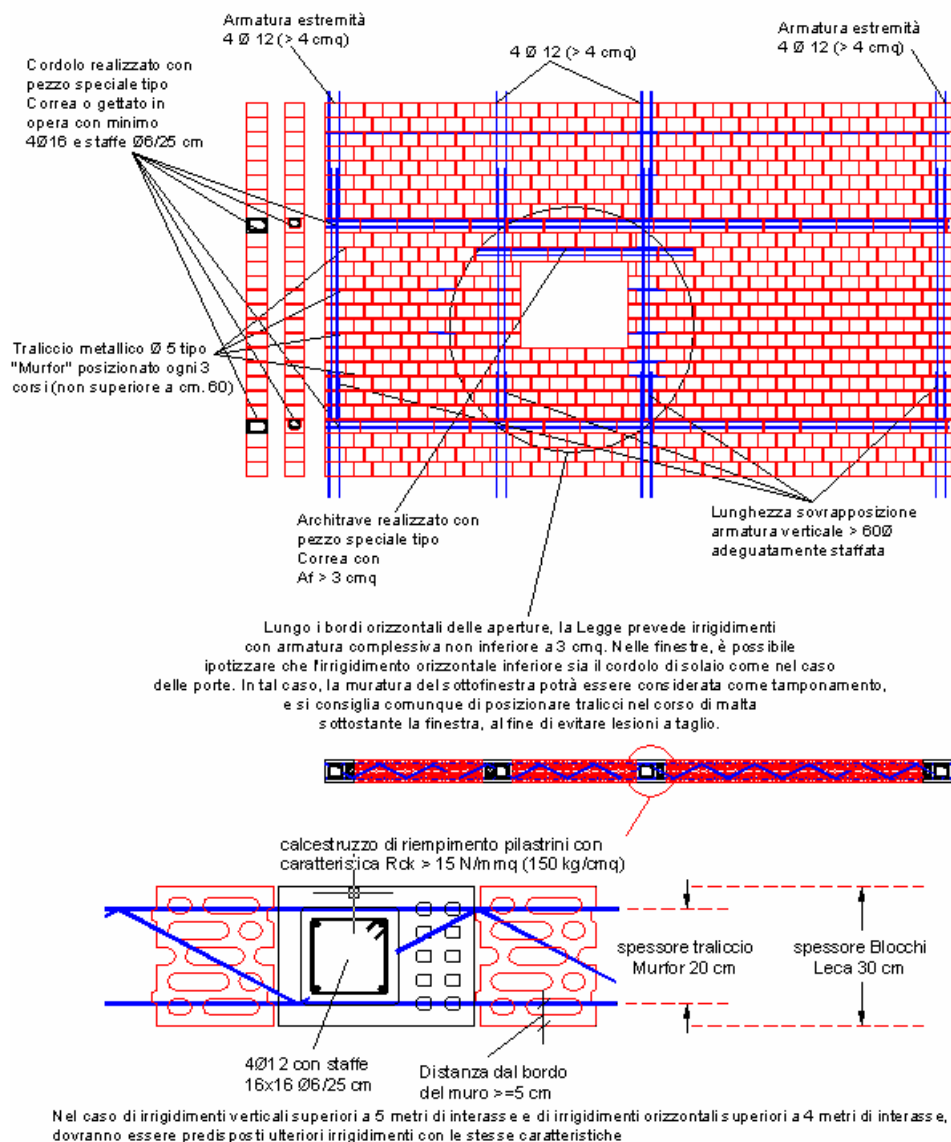 Armatura estremità
4 Ø 12 (> 4 cmq)
4 Ø 12 (> 4 cmq)
Armatura estremità
4 Ø 12 (> 4 cmq)
Cordolo realizzato con
pezzo speciale tipo
Correa o gettato in
opera con minimo
4Ø16 e staffe Ø6/25 cm
Traliccio metallico Ø 5 tipo
"Murfor" posizionato ogni 3
corsi (non superiore a cm. 60)
Architrave realizzato con
pezzo speciale tipo
Correa con
Af > 3 cmq
Lunghezza sovrapposizione
armatura verticale > 60Ø
adeguatamente staffata
Lungo i bordi orizzontali delle aperture, la Legge prevede irrigidimenti
con armatura complessiva non inferiore a 3 cmq. Nelle finestre, è possibile
ipotizzare che l'irrigidimento orizzontale inferiore sia il cordolo di solaio come nel caso
delle porte. In tal caso, la muratura del sottofinestra potrà essere considerata come tamponamento,
e si consiglia comunque di posizionare tralicci nel corso di malta
sottostante la finestra, al fine di evitare lesioni a taglio.
calcestruzzo di riempimento pilastrini con
caratteristica Rck > 15 N/mmq (150 kg/cmq)
spessore traliccio
Murfor 20 cm
spessore Blocchi
Leca 30 cm
4Ø12 con staffe
16x16 Ø6/25 cm
Distanza dal bordo
del muro >=5 cm
Nel caso di irrigidimenti verticali superiori a 5 metri di interasse e di irrigidimenti orizzontali superiori a 4 metri di interasse,
dovranno essere predisposti ulteriori irrigidimenti con le stesse caratteristiche